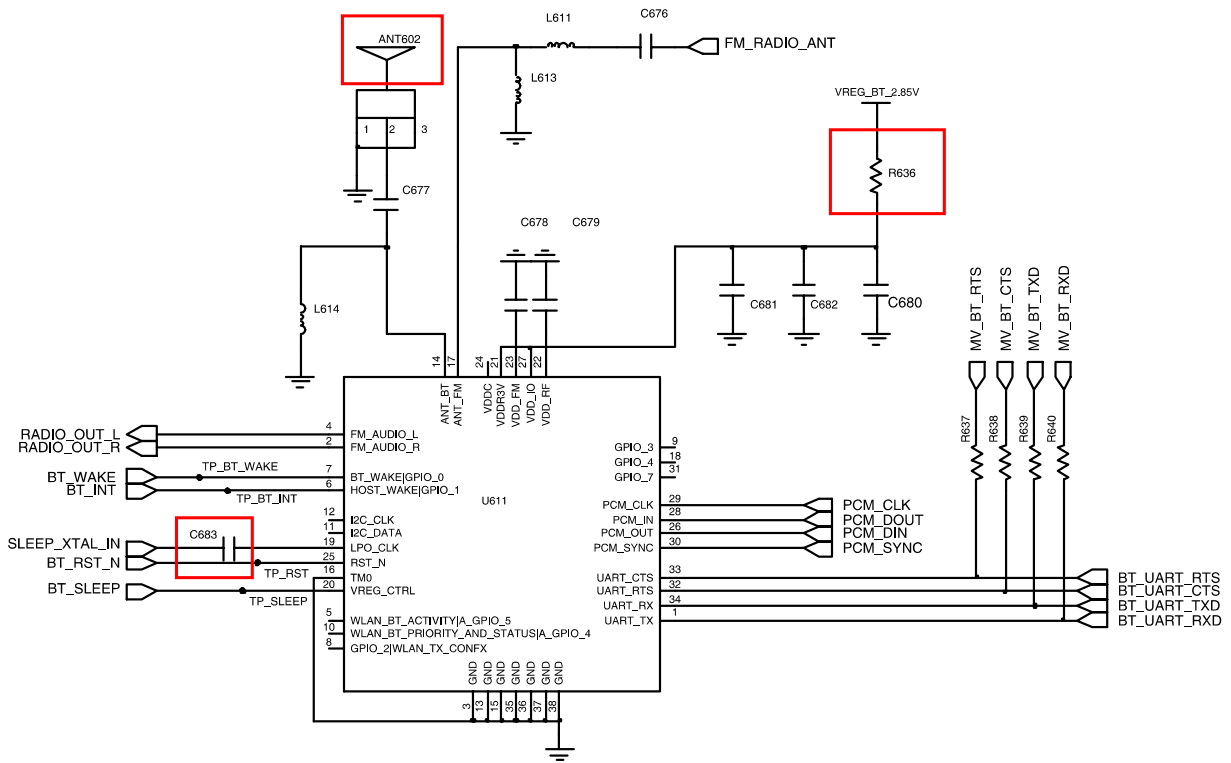 L611
C676
FM_RADIO_ANT
ANT602
L613
VREG_BT_2.85V
1 2 3
R636
C677
C678 C679
L614
C681
C682
C680
MV_BT_RTS
MV_BT_CTS
MV_BT_TXD
MV_BT_RXD
14
17
24
21
23
27
22
ANT_BT
ANT_FM
VDDC
VDDR3V
VDD_FM
VDD_IO
VDD_RF
R637
R638
R639
R640
RADIO_OUT_L
4
FM_AUDIO_L
RADIO_OUT_R
2
FM_AUDIO_R
GPIO_3
9
GPIO_4
18
GPIO_7
31
BT_WAKE
TP_BT_WAKE
7
BT_WAKE|GPIO_0
BT_INT
TP_BT_INT
6
HOST_WAKE|GPIO_1
U611
PCM_CLK
29
PCM_CLK
PCM_IN
28
PCM_DOUT
PCM_OUT
26
PCM_DIN
PCM_SYNC
30
PCM_SYNC
12
I2C_CLK
11
I2C_DATA
C683
SLEEP_XTAL_IN
19
LPO_CLK
BT_RST_N
TP_RST
25
RST_N
16
TM0
BT_SLEEP
TP_SLEEP
20
VREG_CTRL
UART_CTS
33
BT_UART_RTS
UART_RTS
32
BT_UART_CTS
UART_RX
34
BT_UART_TXD
UART_TX
1
BT_UART_RXD
5
WLAN_BT_ACTIVITY|A_GPIO_5
10
WLAN_BT_PRIORITY_AND_STATUS|A_GPIO_4
8
GPIO_2|WLAN_TX_CONFX
GND
GND
GND
GND
GND
GND
GND
3
13
15
35
36
37
38